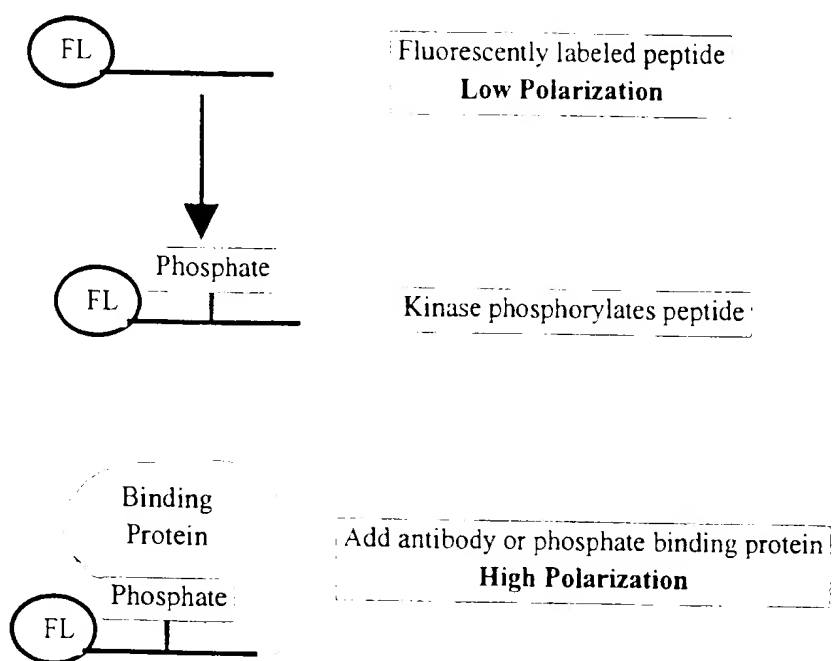 FL
Fluorescently labeled peptide
Low Polarization
Phosphate
FL
Kinase phosphorylates peptide
Binding
Protein
Add antibody or phosphate binding protein
High Polarization
Phosphate
FL